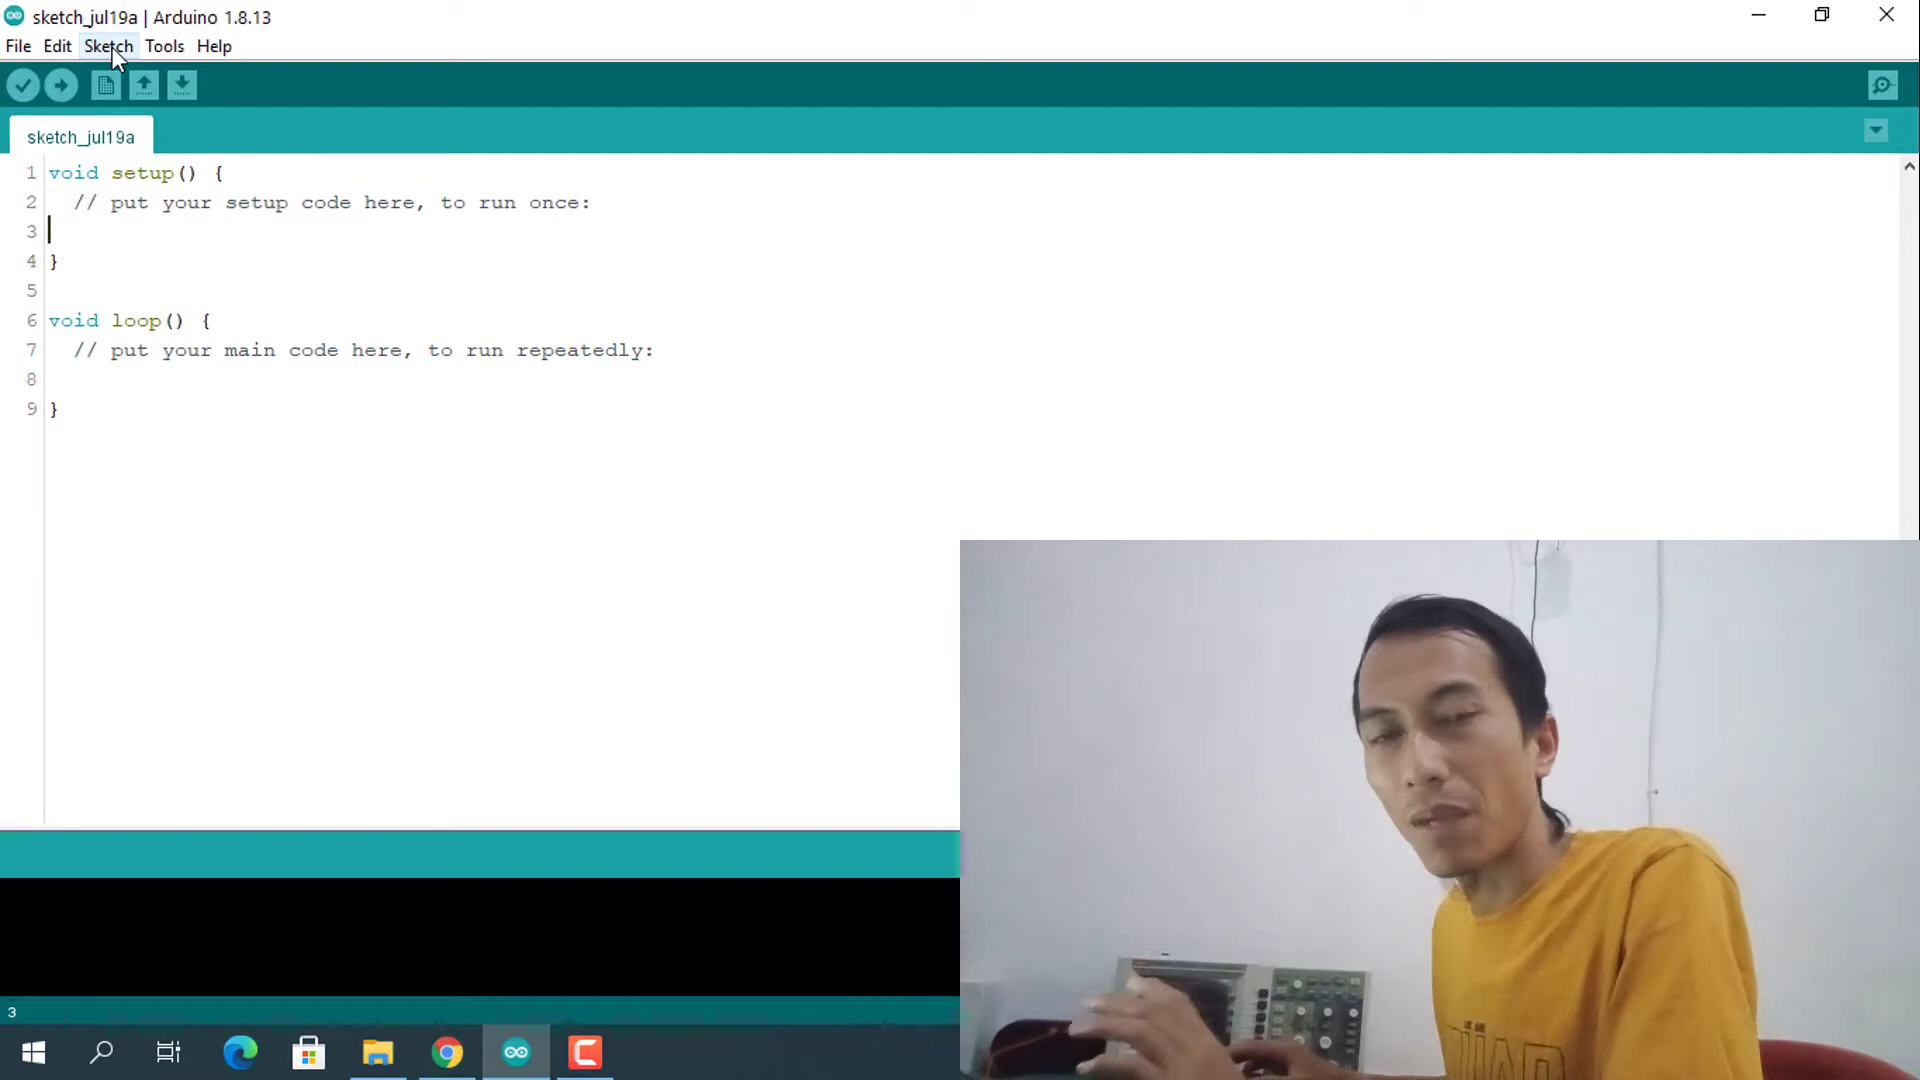 sketch_jul19a | Arduino 1.8.13
File Edit Sketch Tools Help
sketch_jul19a
1 void setup() {
2 // put your setup code here, to run once:
3
4 }
5
6 void loop() {
7 // put your main code here, to run repeatedly:
8
9 }
3